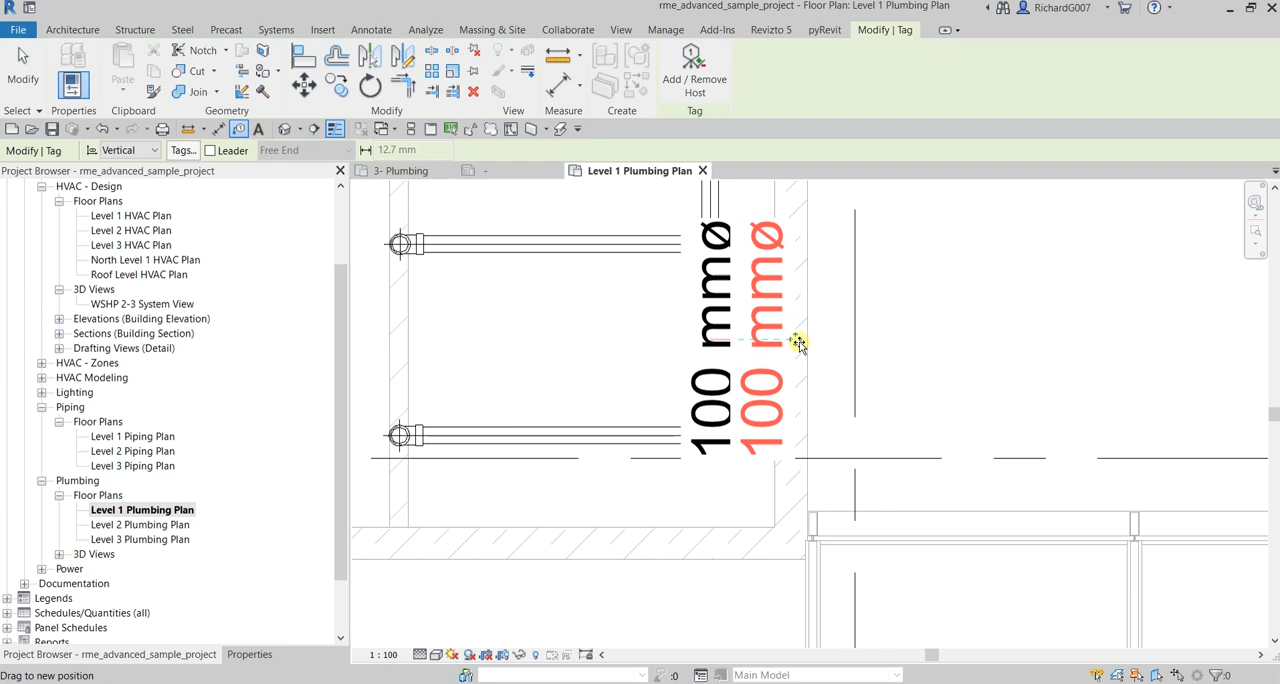 rme_advanced_sample_project - Floor Plan: Level 1 Plumbing Plan
RichardG007
File Architecture Structure Steel Precast Systems Insert Annotate Analyze Massing & Site Collaborate View Manage Add-Ins Revizto 5 pyRevit Modify | Tag
Modify Paste Notch Cut Join Add / Remove Host
Select Properties Clipboard Geometry Modify View Measure Create Tag
Modify | Tag Vertical Tags... Leader Free End 12.7 mm
Project Browser - rme_advanced_sample_project
3- Plumbing
-
Level 1 Plumbing Plan
HVAC - Design
Floor Plans
Level 1 HVAC Plan
Level 2 HVAC Plan
Level 3 HVAC Plan
North Level 1 HVAC Plan
Roof Level HVAC Plan
3D Views
WSHP 2-3 System View
Elevations (Building Elevation)
Sections (Building Section)
Drafting Views (Detail)
HVAC - Zones
HVAC Modeling
Lighting
Piping
Floor Plans
Level 1 Piping Plan
Level 2 Piping Plan
Level 3 Piping Plan
Plumbing
Floor Plans
Level 1 Plumbing Plan
Level 2 Plumbing Plan
Level 3 Plumbing Plan
3D Views
Power
Documentation
Legends
Schedules/Quantities (all)
Panel Schedules
Reports
100 mmø
100 mmø
Project Browser - rme_advanced_sample_project Properties
1 : 100
Drag to new position
:0
Main Model
:0